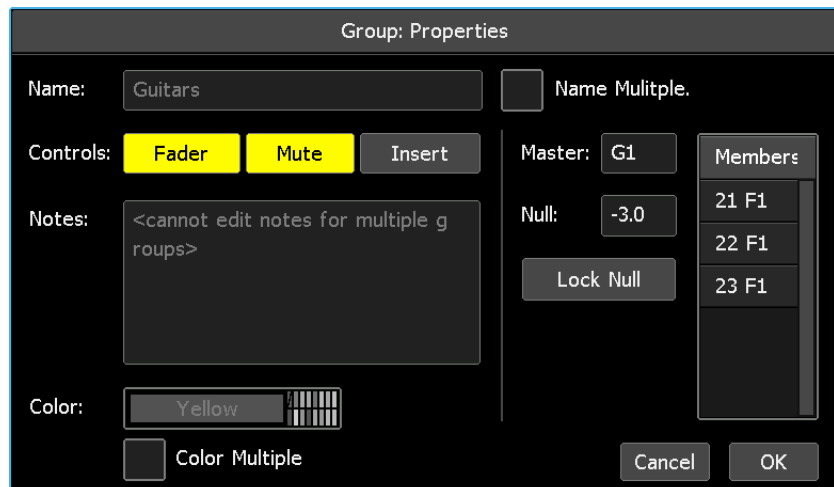 Group: Properties
Name:
Guitars
Name Mulitple.
Controls:
Fader
Mute
Insert
Master:
G1
Members
Notes:
<cannot edit notes for multiple g
roups>
Null:
-3.0
21 F1
22 F1
23 F1
Lock Null
Color:
Yellow
Color Multiple
Cancel
OK